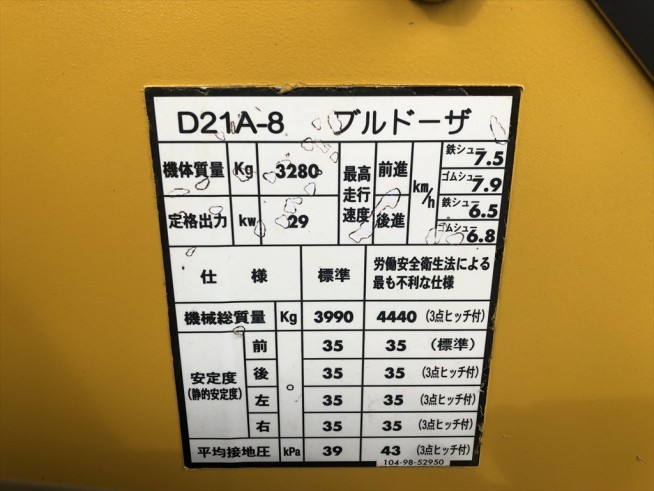 D21A-8 ブルドーザ
機体質量 Kg 3280 最高走行速度 前進 km/h 鉄シュー 7.5
ゴムシュー 7.9
定格出力 kw 29 後進 鉄シュー 6.5
ゴムシュー 6.8
仕様 標準 労働安全衛生法による
最も不利な仕様
機械総質量 Kg 3990 4440 (3点ヒッチ付)
安定度 (静的安定度) 前 ° 35 35 (標準)
後 35 35 (3点ヒッチ付)
左 35 35 (3点ヒッチ付)
右 35 35 (3点ヒッチ付)
平均接地圧 kPa 39 43 (3点ヒッチ付)
104-98-52950